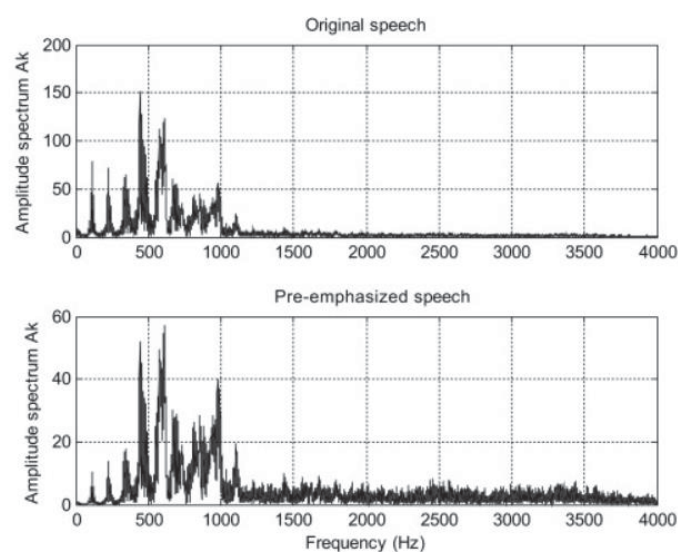 Original speech
Amplitude spectrum Ak
200
150
100
50
0
0 500 1000 1500 2000 2500 3000 3500 4000
Pre-emphasized speech
Amplitude spectrum Ak
60
40
20
0
0 500 1000 1500 2000 2500 3000 3500 4000
Frequency (Hz)